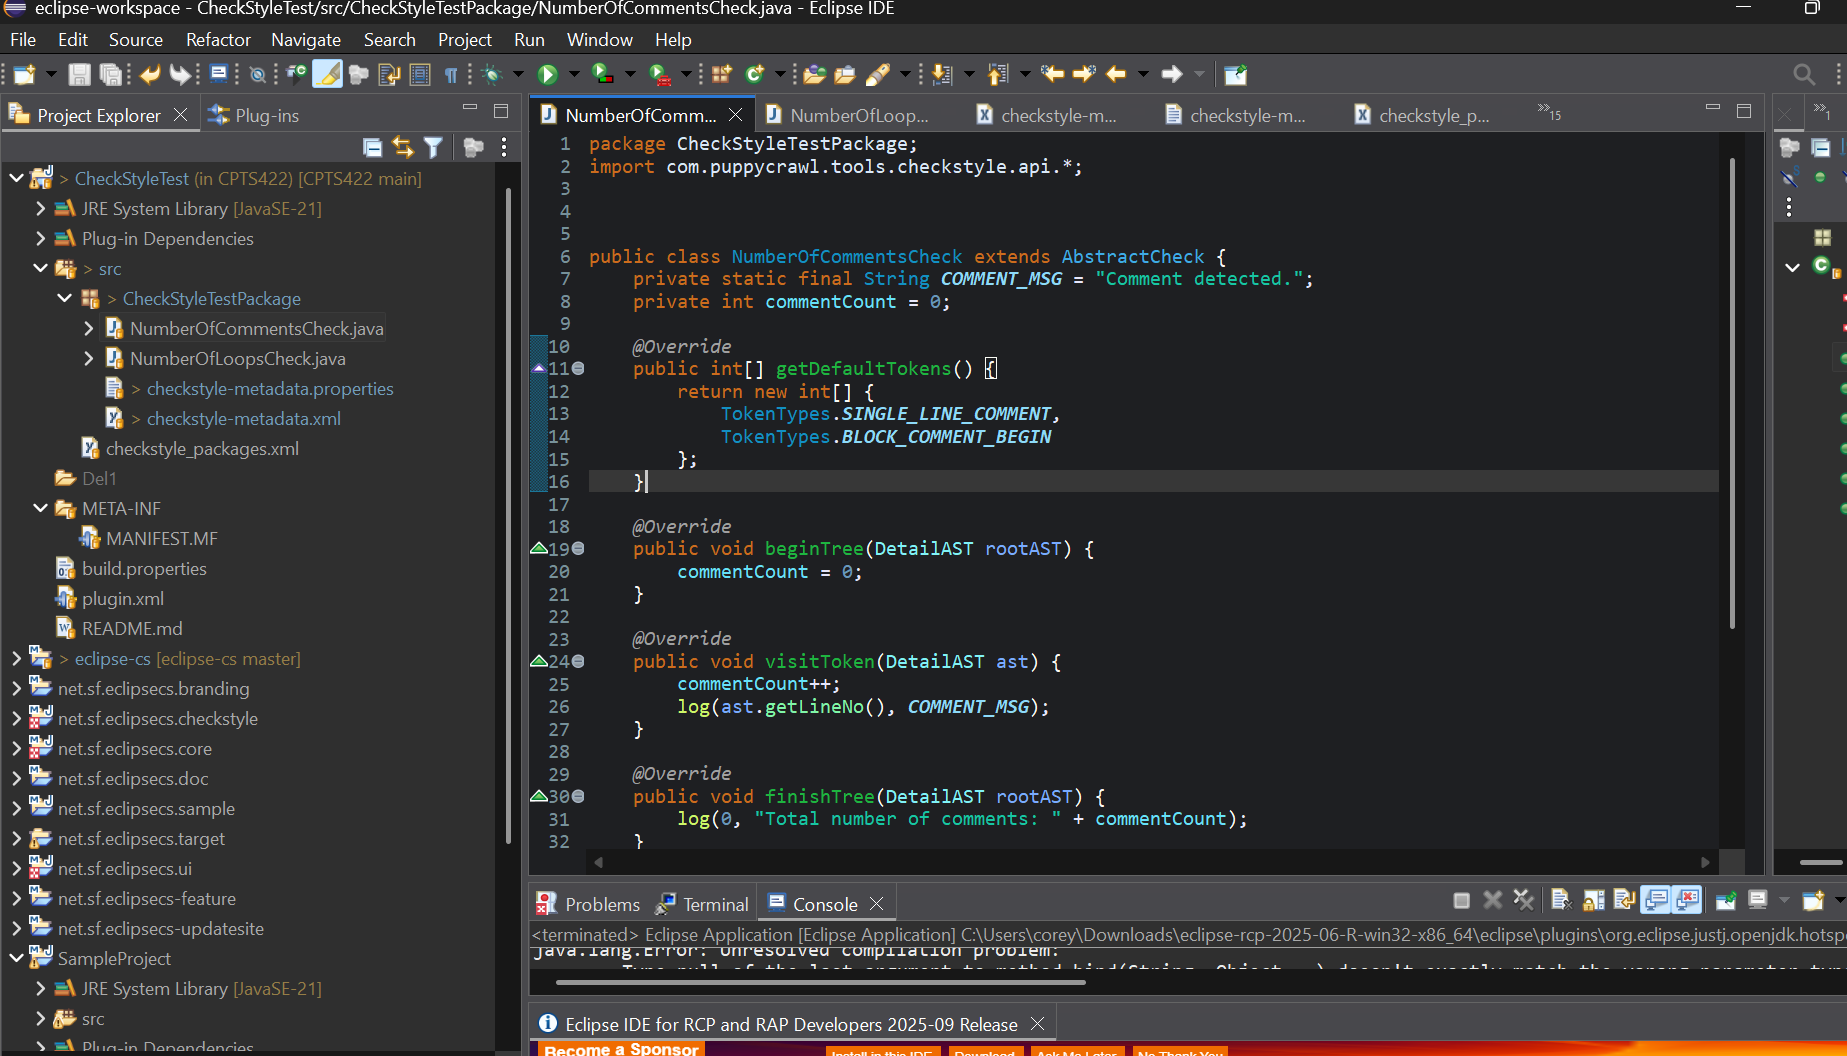 eclipse-workspace - CheckStyleTest/src/CheckStyleTestPackage/NumberOfCommentsCheck.java - Eclipse IDE
File Edit Source Refactor Navigate Search Project Run Window Help
Project Explorer
Plug-ins
> CheckStyleTest (in CPTS422) [CPTS422 main]
JRE System Library [JavaSE-21]
Plug-in Dependencies
> src
> CheckStyleTestPackage
NumberOfCommentsCheck.java
NumberOfLoopsCheck.java
> checkstyle-metadata.properties
> checkstyle-metadata.xml
checkstyle_packages.xml
Del1
META-INF
MANIFEST.MF
build.properties
plugin.xml
README.md
> eclipse-cs [eclipse-cs master]
net.sf.eclipsecs.branding
net.sf.eclipsecs.checkstyle
net.sf.eclipsecs.core
net.sf.eclipsecs.doc
net.sf.eclipsecs.sample
net.sf.eclipsecs.target
net.sf.eclipsecs.ui
net.sf.eclipsecs-feature
net.sf.eclipsecs-updatesite
SampleProject
JRE System Library [JavaSE-21]
src
Plug-in Dependencies
NumberOfComm... NumberOfLoop... checkstyle-m... checkstyle-m... checkstyle_p... »15
»1
1 package CheckStyleTestPackage;
2 import com.puppycrawl.tools.checkstyle.api.*;
3
4
5
6 public class NumberOfCommentsCheck extends AbstractCheck {
7 private static final String COMMENT_MSG = "Comment detected.";
8 private int commentCount = 0;
9
10 @Override
11 public int[] getDefaultTokens() {
12 return new int[] {
13 TokenTypes.SINGLE_LINE_COMMENT,
14 TokenTypes.BLOCK_COMMENT_BEGIN
15 };
16 }
17
18 @Override
19 public void beginTree(DetailAST rootAST) {
20 commentCount = 0;
21 }
22
23 @Override
24 public void visitToken(DetailAST ast) {
25 commentCount++;
26 log(ast.getLineNo(), COMMENT_MSG);
27 }
28
29 @Override
30 public void finishTree(DetailAST rootAST) {
31 log(0, "Total number of comments: " + commentCount);
32 }
Problems Terminal Console
<terminated> Eclipse Application [Eclipse Application] C:\Users\corey\Downloads\eclipse-rcp-2025-06-R-win32-x86_64\eclipse\plugins\org.eclipse.justj.openjdk.hotsp
java.lang.Error: Unresolved compilation problem:
Eclipse IDE for RCP and RAP Developers 2025-09 Release
Become a Sponsor
Install in this IDE Download Ask Me Later No Thank You